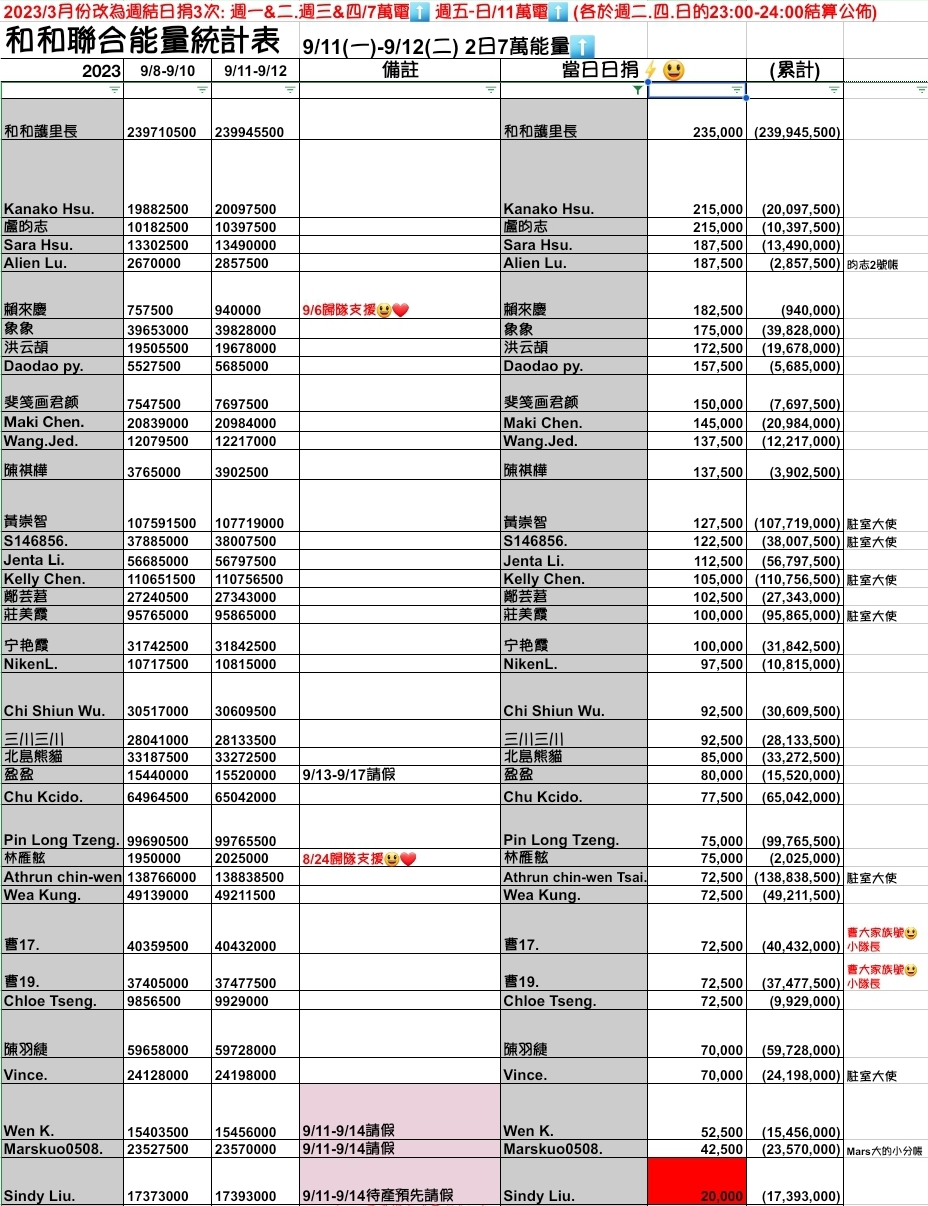 2023/3月份改為週結日捐3次: 週一&二.週三&四/7萬電⬆️ 週五-日/11萬電⬆️ (各於週二.四.日的23:00-24:00結算公佈)
和和聯合能量統計表 9/11(一)-9/12(二) 2日7萬能量⬆️
2023 9/8-9/10 9/11-9/12 備註 當日日捐⚡😃 (累計)
和和護里長 239710500 239945500 和和護里長 235,000 (239,945,500)
Kanako Hsu. 19882500 20097500 Kanako Hsu. 215,000 (20,097,500)
盧昀志 10182500 10397500 盧昀志 215,000 (10,397,500)
Sara Hsu. 13302500 13490000 Sara Hsu. 187,500 (13,490,000)
Alien Lu. 2670000 2857500 Alien Lu. 187,500 (2,857,500) 昀志2號帳
賴來慶 757500 940000 9/6歸隊支援😃❤️ 賴來慶 182,500 (940,000)
象象 39653000 39828000 象象 175,000 (39,828,000)
洪云頡 19505500 19678000 洪云頡 172,500 (19,678,000)
Daodao py. 5527500 5685000 Daodao py. 157,500 (5,685,000)
斐笺画君颜 7547500 7697500 斐笺画君颜 150,000 (7,697,500)
Maki Chen. 20839000 20984000 Maki Chen. 145,000 (20,984,000)
Wang.Jed. 12079500 12217000 Wang.Jed. 137,500 (12,217,000)
陳祺樺 3765000 3902500 陳祺樺 137,500 (3,902,500)
黃崇智 107591500 107719000 黃崇智 127,500 (107,719,000) 駐室大使
S146856. 37885000 38007500 S146856. 122,500 (38,007,500) 駐室大使
Jenta Li. 56685000 56797500 Jenta Li. 112,500 (56,797,500)
Kelly Chen. 110651500 110756500 Kelly Chen. 105,000 (110,756,500) 駐室大使
鄭芸莙 27240500 27343000 鄭芸莙 102,500 (27,343,000)
莊美霞 95765000 95865000 莊美霞 100,000 (95,865,000) 駐室大使
宁艳霞 31742500 31842500 宁艳霞 100,000 (31,842,500)
NikenL. 10717500 10815000 NikenL. 97,500 (10,815,000)
Chi Shiun Wu. 30517000 30609500 Chi Shiun Wu. 92,500 (30,609,500)
三川三川 28041000 28133500 三川三川 92,500 (28,133,500)
北島熊貓 33187500 33272500 北島熊貓 85,000 (33,272,500)
盈盈 15440000 15520000 9/13-9/17請假 盈盈 80,000 (15,520,000)
Chu Kcido. 64964500 65042000 Chu Kcido. 77,500 (65,042,000)
Pin Long Tzeng. 99690500 99765500 Pin Long Tzeng. 75,000 (99,765,500)
林雁舷 1950000 2025000 8/24歸隊支援😃❤️ 林雁舷 75,000 (2,025,000)
Athrun chin-wen 138766000 138838500 Athrun chin-wen Tsai. 72,500 (138,838,500) 駐室大使
Wea Kung. 49139000 49211500 Wea Kung. 72,500 (49,211,500)
曹17. 40359500 40432000 曹17. 72,500 (40,432,000) 曹大家族號😃
小隊長
曹19. 37405000 37477500 曹19. 72,500 (37,477,500) 曹大家族號😃
小隊長
Chloe Tseng. 9856500 9929000 Chloe Tseng. 72,500 (9,929,000)
陳羽緁 59658000 59728000 陳羽緁 70,000 (59,728,000)
Vince. 24128000 24198000 Vince. 70,000 (24,198,000) 駐室大使
Wen K. 15403500 15456000 9/11-9/14請假 Wen K. 52,500 (15,456,000)
Marskuo0508. 23527500 23570000 9/11-9/14請假 Marskuo0508. 42,500 (23,570,000) Mars大的小分帳
Sindy Liu. 17373000 17393000 9/11-9/14待產預先請假 Sindy Liu. 20,000 (17,393,000)